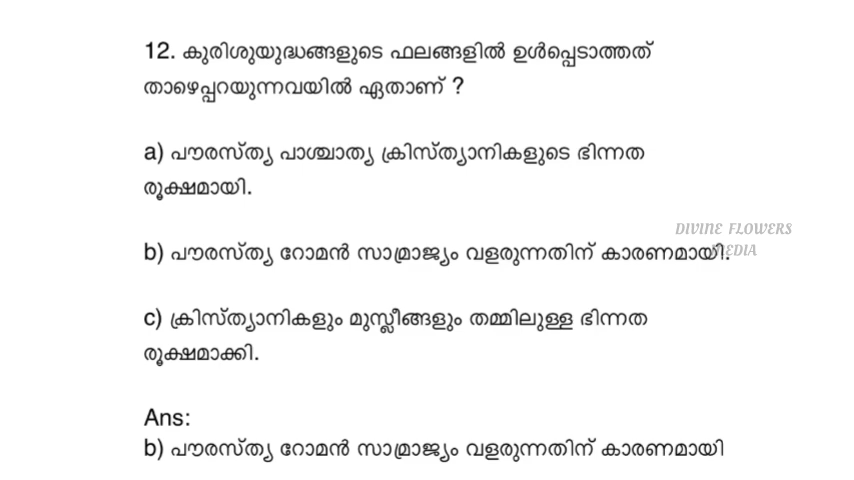 12. കുരിശുയുദ്ധങ്ങളുടെ ഫലങ്ങളിൽ ഉൾപ്പെടാത്തത്
താഴെപ്പറയുന്നവയിൽ ഏതാണ് ?
a) പൗരസ്ത്യ പാശ്ചാത്യ ക്രിസ്ത്യാനികളുടെ ഭിന്നത
രൂക്ഷമായി.
DIVINE FLOWERS
MEDIA
b) പൗരസ്ത്യ റോമൻ സാമ്രാജ്യം വളരുന്നതിന് കാരണമായി.
c) ക്രിസ്ത്യാനികളും മുസ്ലീങ്ങളും തമ്മിലുള്ള ഭിന്നത
രൂക്ഷമാക്കി.
Ans:
b) പൗരസ്ത്യ റോമൻ സാമ്രാജ്യം വളരുന്നതിന് കാരണമായി